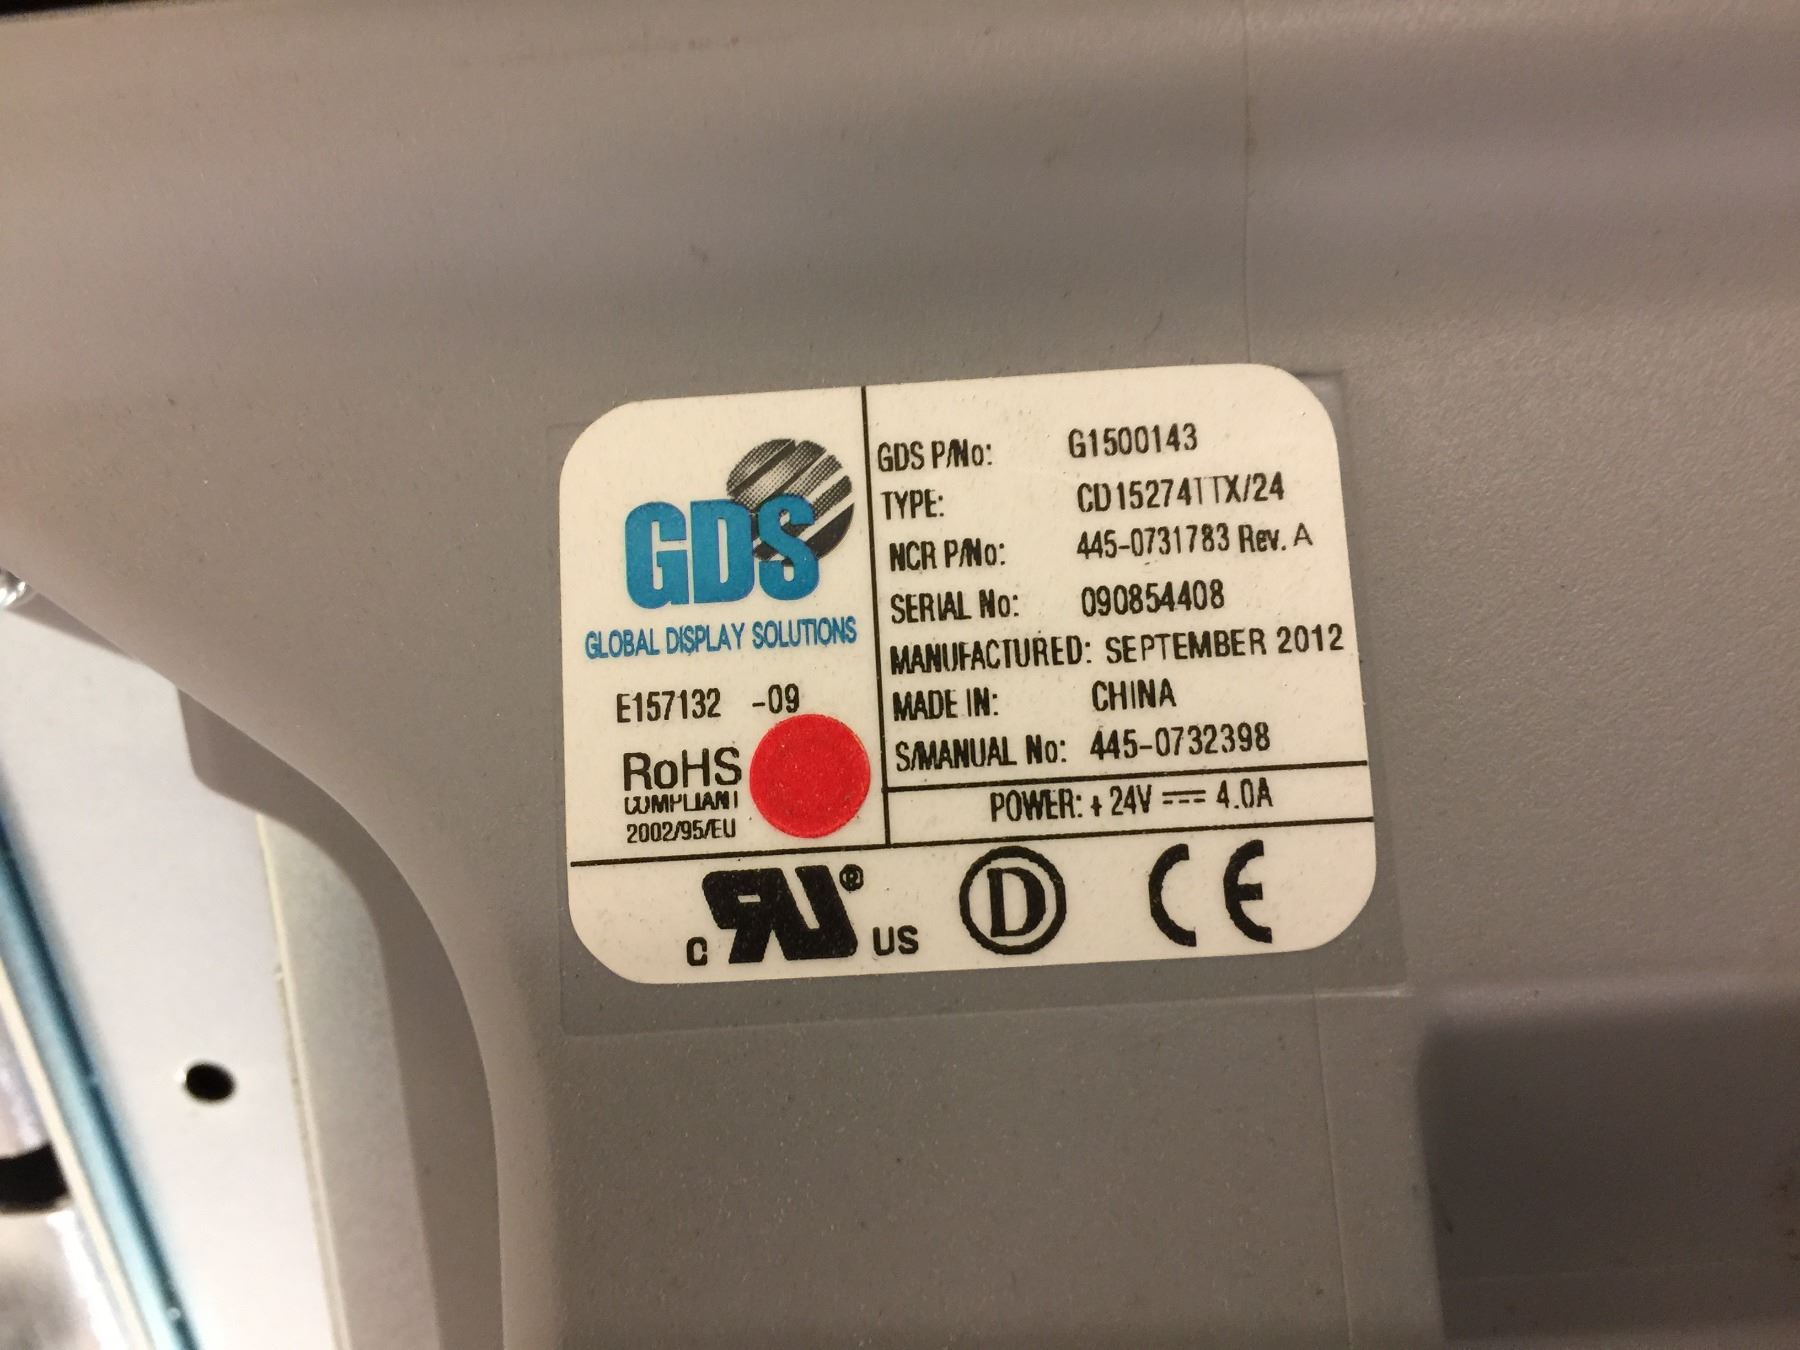 GDS
GLOBAL DISPLAY SOLUTIONS
E157132 -09
RoHS
COMPLIANT
2002/95/EU
GDS P/No: G1500143
TYPE: CD15274TTX/24
NCR P/No: 445-0731783 Rev. A
SERIAL No: 090854408
MANUFACTURED: SEPTEMBER 2012
MADE IN: CHINA
S/MANUAL No: 445-0732398
POWER: + 24V 4.0A
C RU ® US D CE